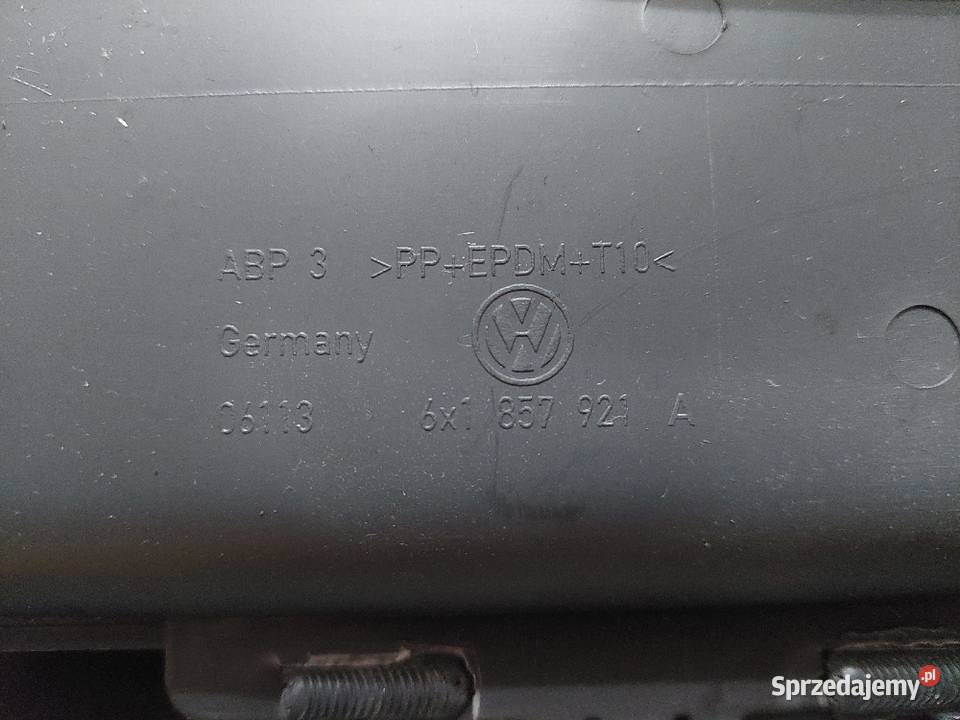 ABP 3 >PP+EPDM+T10<
Germany
06113 6x1 857 921 A
Sprzedajemy.pl